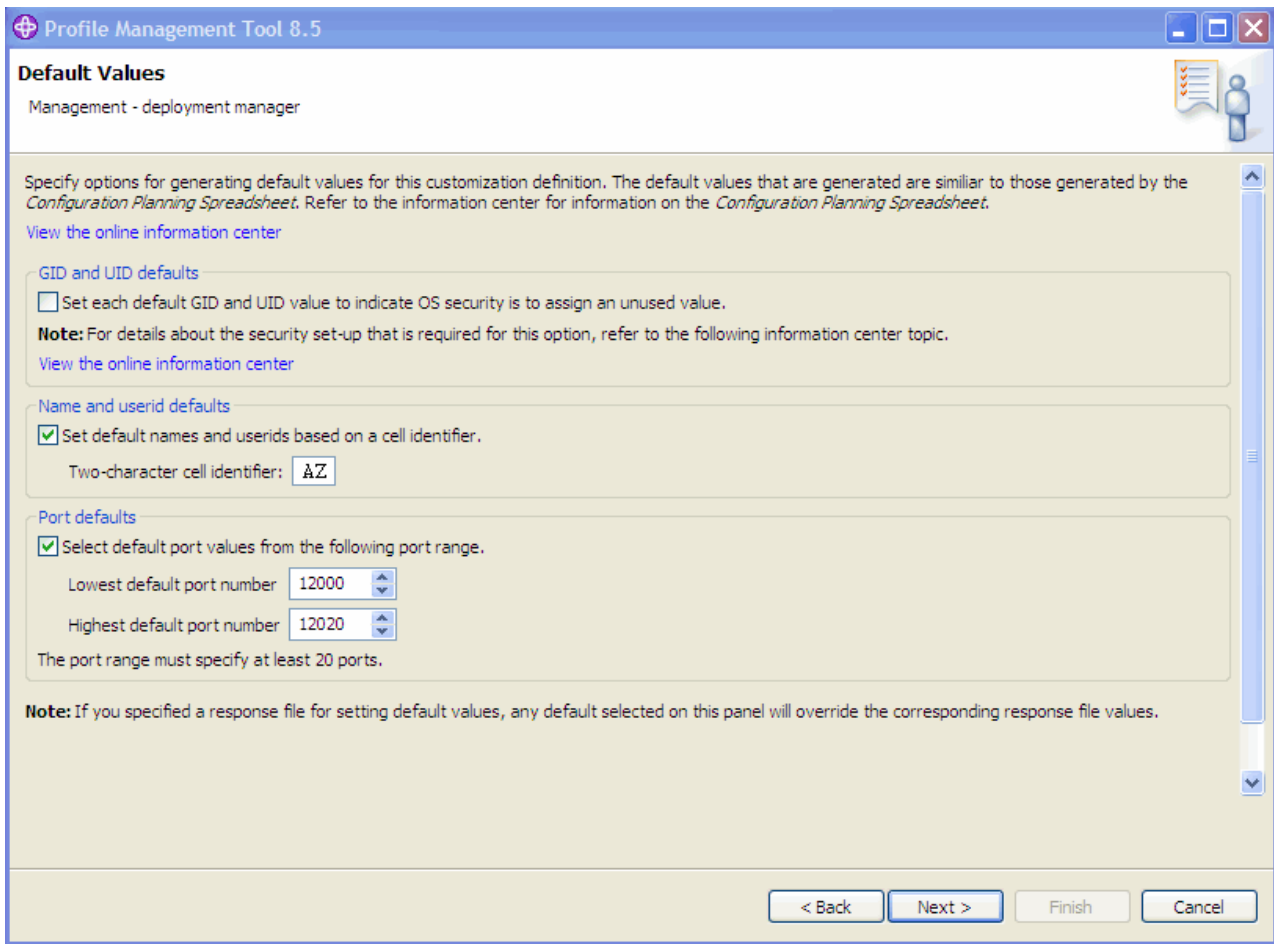 Profile Management Tool 8.5
Default Values
Management - deployment manager
Specify options for generating default values for this customization definition. The default values that are generated are similiar to those generated by the
Configuration Planning Spreadsheet. Refer to the information center for information on the Configuration Planning Spreadsheet.
View the online information center
GID and UID defaults
Set each default GID and UID value to indicate OS security is to assign an unused value.
Note: For details about the security set-up that is required for this option, refer to the following information center topic.
View the online information center
Name and userid defaults
Set default names and userids based on a cell identifier.
Two-character cell identifier: AZ
Port defaults
Select default port values from the following port range.
Lowest default port number 12000
Highest default port number 12020
The port range must specify at least 20 ports.
Note: If you specified a response file for setting default values, any default selected on this panel will override the corresponding response file values.
< Back Next > Finish Cancel